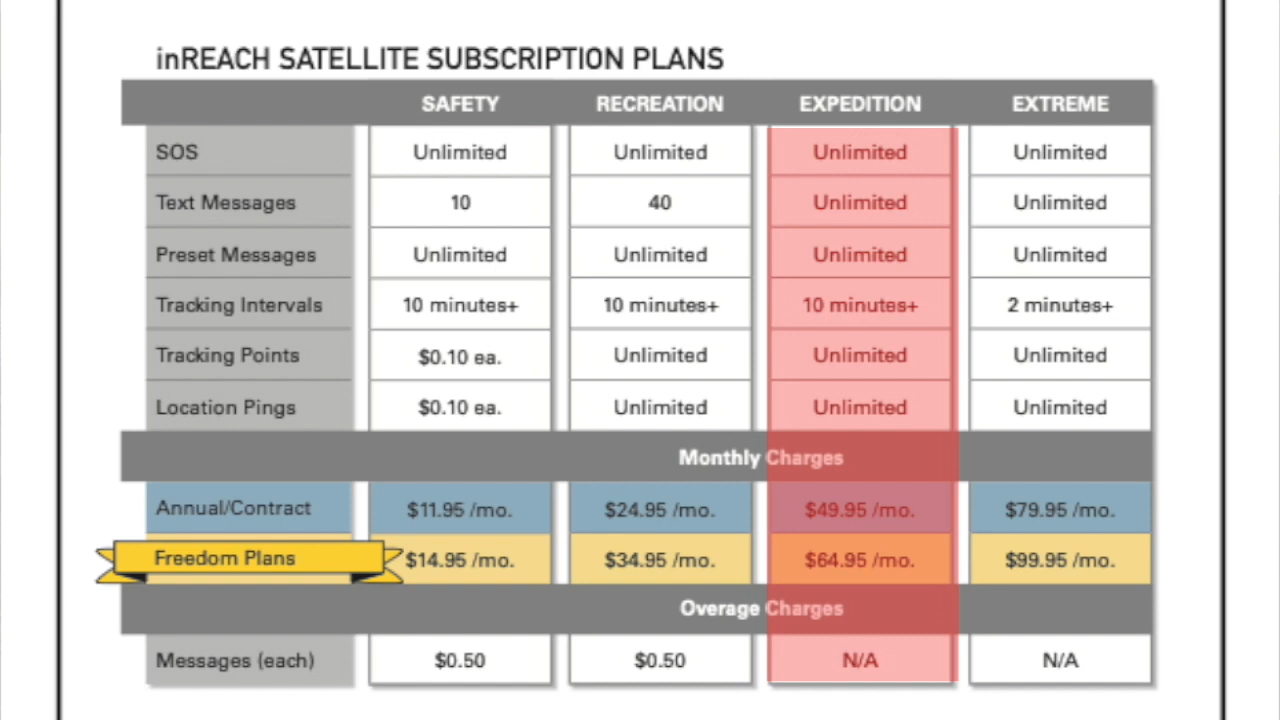 inREACH SATELLITE SUBSCRIPTION PLANS
SAFETY RECREATION EXPEDITION EXTREME
SOS Unlimited Unlimited Unlimited Unlimited
Text Messages 10 40 Unlimited Unlimited
Preset Messages Unlimited Unlimited Unlimited Unlimited
Tracking Intervals 10 minutes+ 10 minutes+ 10 minutes+ 2 minutes+
Tracking Points $0.10 ea. Unlimited Unlimited Unlimited
Location Pings $0.10 ea. Unlimited Unlimited Unlimited
Monthly Charges
Annual/Contract $11.95 /mo. $24.95 /mo. $49.95 /mo. $79.95 /mo.
Freedom Plans $14.95 /mo. $34.95 /mo. $64.95 /mo. $99.95 /mo.
Overage Charges
Messages (each) $0.50 $0.50 N/A N/A